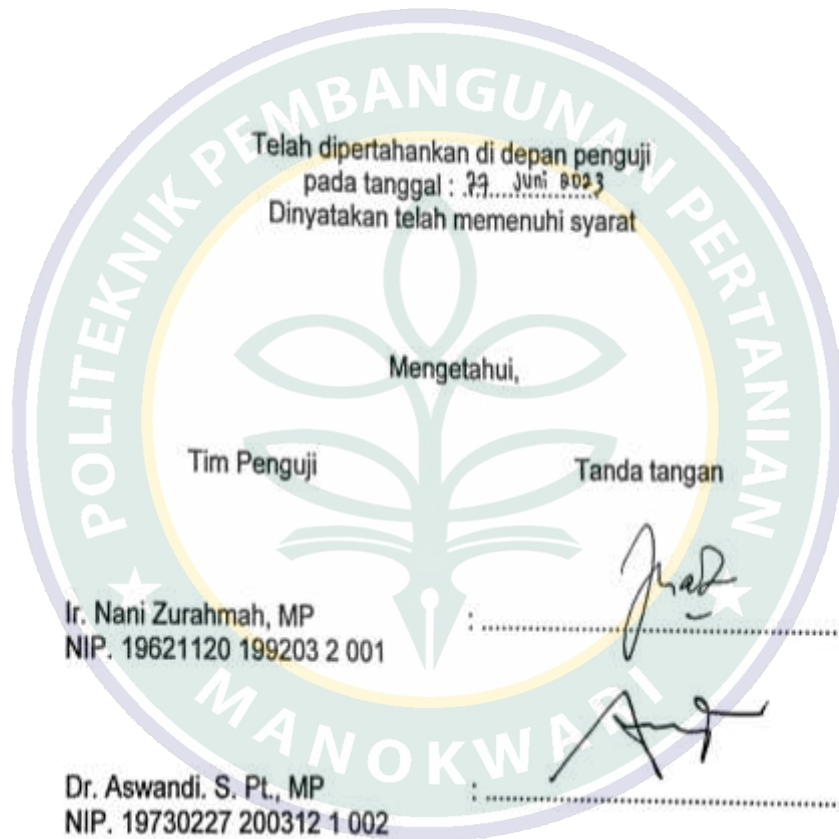 POLITEKNIK PEMBANGUNAN PERTANIAN
MANOKWARI
Telah dipertahankan di depan penguji
pada tanggal : Juni 2023
Dinyatakan telah memenuhi syarat
Mengetahui,
Tim Penguji Tanda tangan
Ir. Nani Zurahmah, MP : ........................................
NIP. 19621120 199203 2 001
Dr. Aswandi. S. Pt., MP : ........................................
NIP. 19730227 200312 1 002